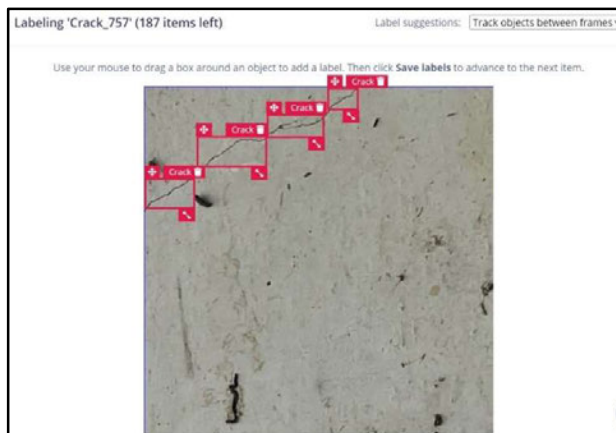 Labeling 'Crack_757' (187 items left)
Label suggestions: Track objects between frames
Use your mouse to drag a box around an object to add a label. Then click Save labels to advance to the next item.
Crack
Crack
Crack
Crack